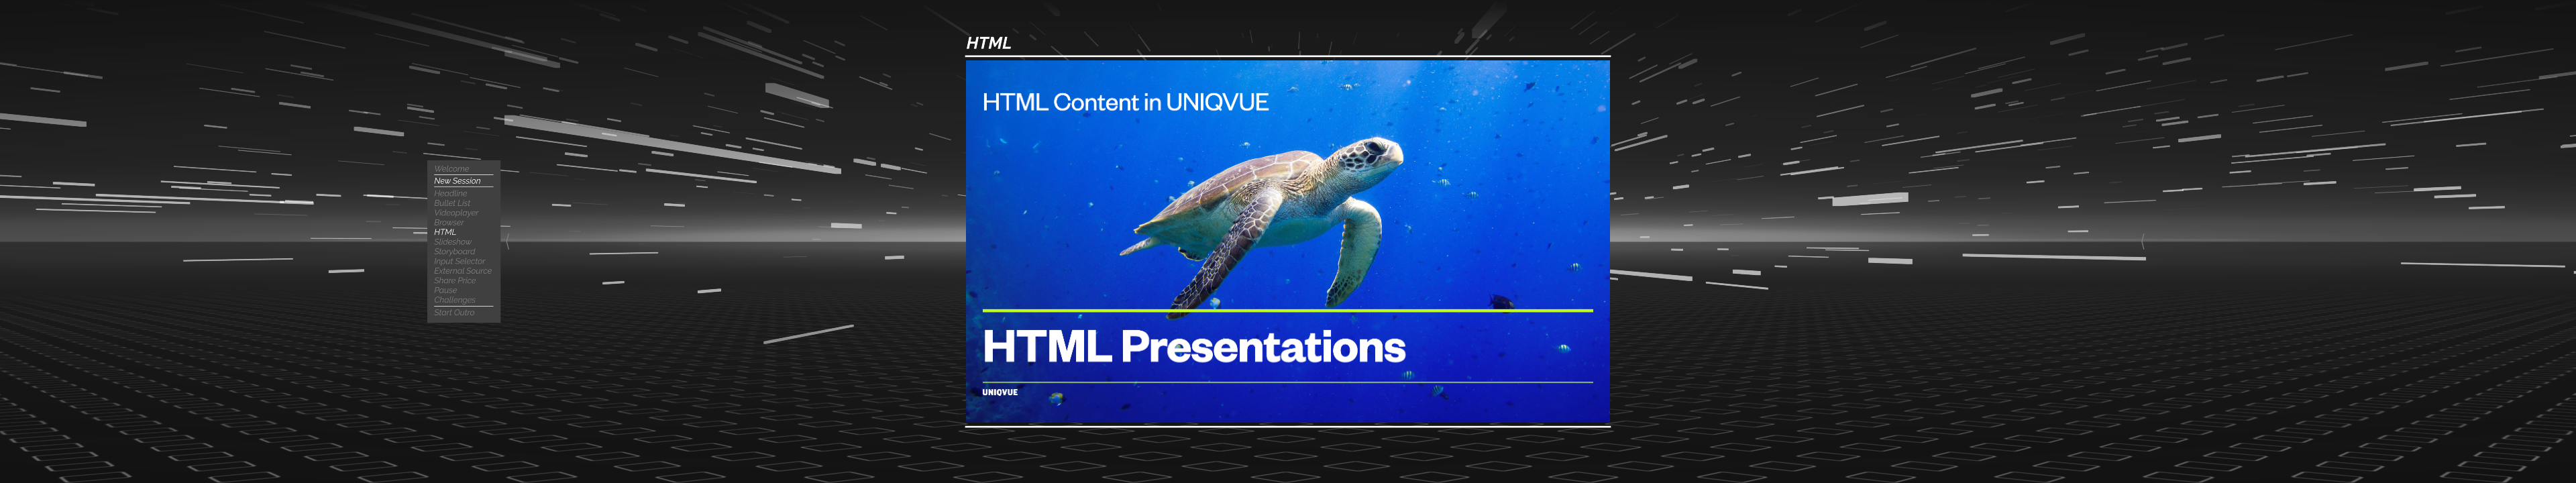 HTML
HTML Content in UNIQVUE
HTML Presentations
UNIQVUE
Welcome
New Session
Headline
Bullet List
Videoplayer
Browser
HTML
Slideshow
Storyboard
Input Selector
External Source
Share Price
Pause
Challenges
Start Outro